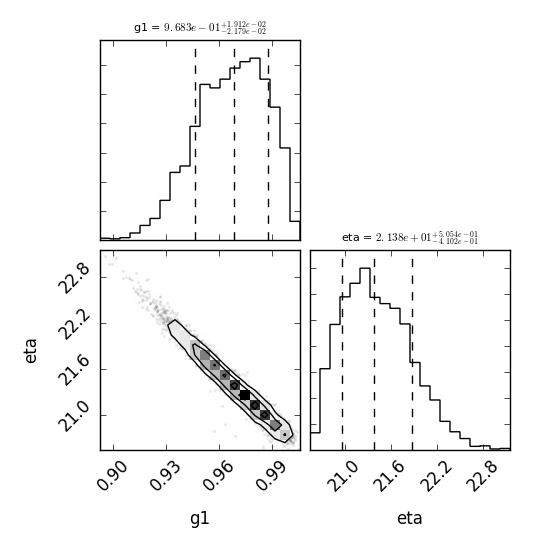 g1 = 9.683e − 01^{+1.912e−02}_{−2.179e−02}
eta = 2.138e + 01^{+5.054e−01}_{−4.102e−01}
22.8
22.2
21.6
21.0
eta
0.90 0.93 0.96 0.99
g1
21.0 21.6 22.2 22.8
eta